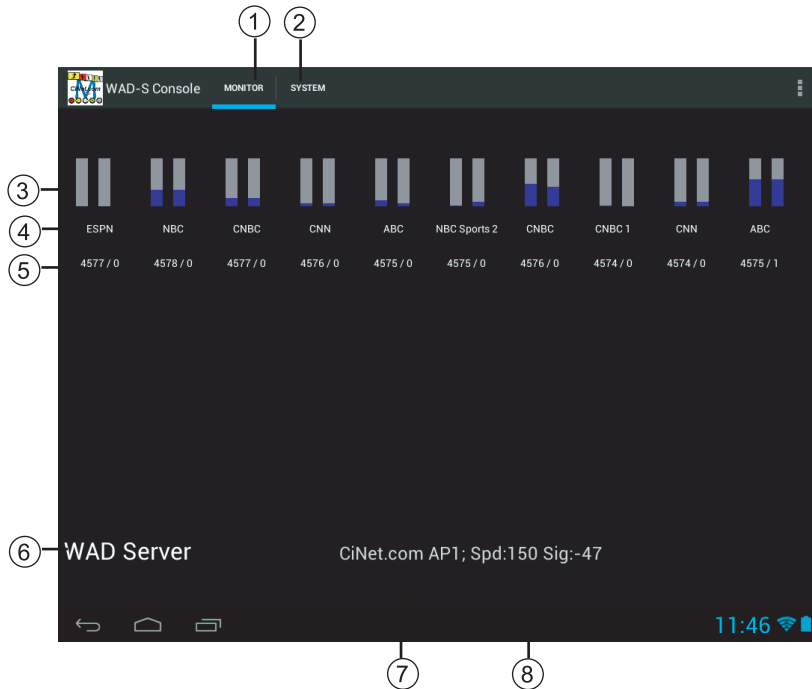 1 2
CiNet.com M WAD-S Console MONITOR SYSTEM
3
4 ESPN NBC CNBC CNN ABC NBC Sports 2 CNBC CNBC 1 CNN ABC
5 4577 / 0 4578 / 0 4577 / 0 4576 / 0 4575 / 0 4575 / 0 4576 / 0 4574 / 0 4574 / 0 4575 / 1
6 WAD Server CiNet.com AP1; Spd:150 Sig:-47
11:46
7 8